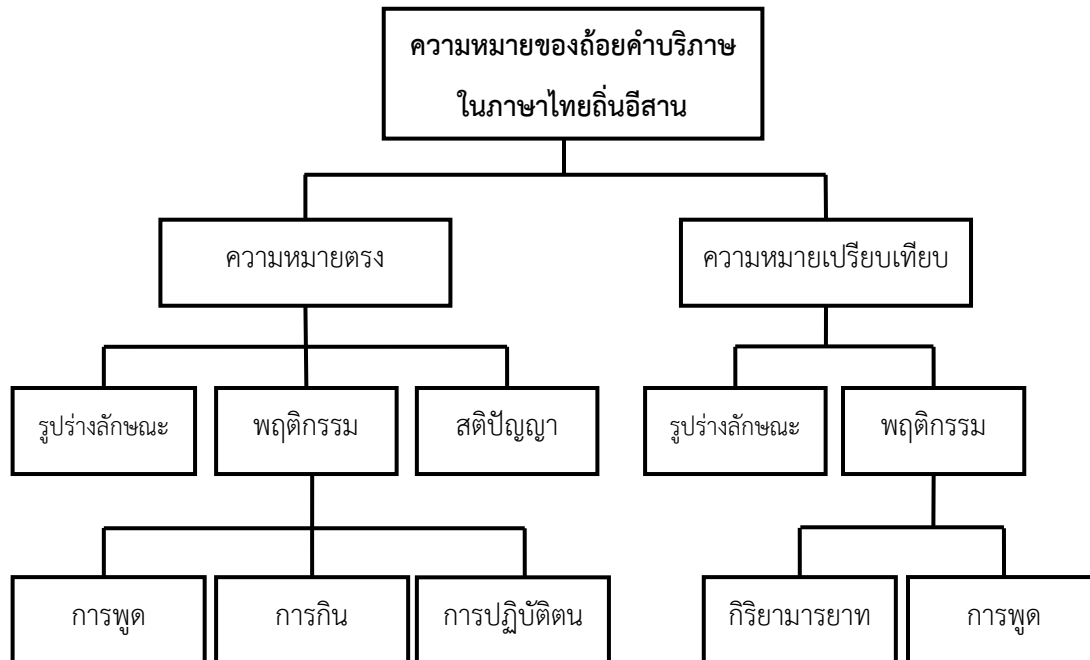 ความหมายของถ้อยคำบริภาษ
ในภาษาไทยถิ่นอีสาน
ความหมายตรง
ความหมายเปรียบเทียบ
รูปร่างลักษณะ
พฤติกรรม
สติปัญญา
รูปร่างลักษณะ
พฤติกรรม
การพูด
การกิน
การปฏิบัติตน
กิริยามารยาท
การพูด